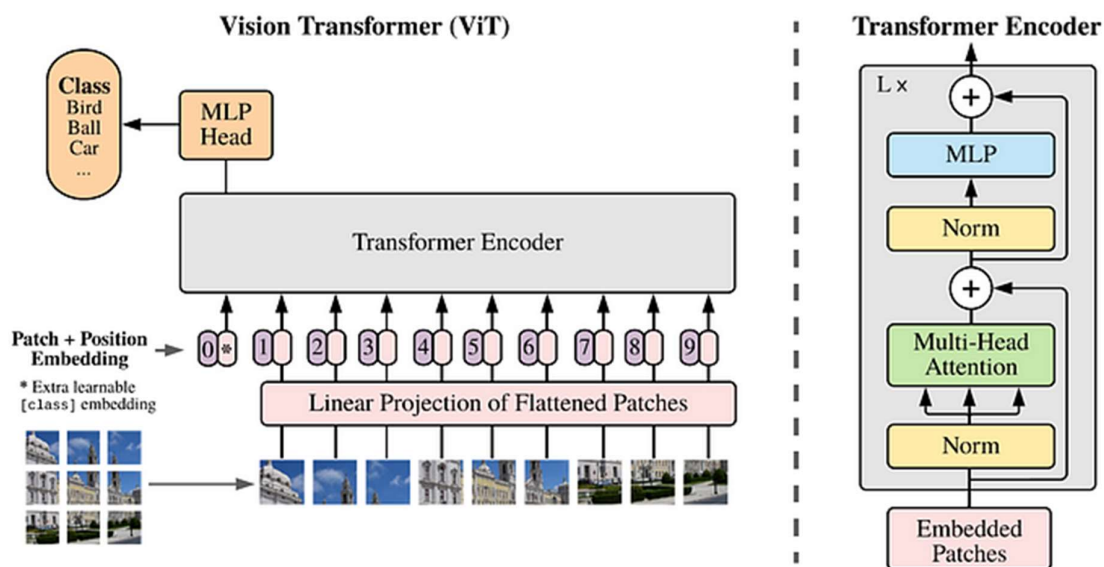 Vision Transformer (ViT)
Class
Bird
Ball
Car
...
MLP
Head
Transformer Encoder
Patch + Position
Embedding
0 * 1 2 3 4 5 6 7 8 9
* Extra learnable
[class] embedding
Linear Projection of Flattened Patches
Transformer Encoder
L x
+
MLP
Norm
+
Multi-Head
Attention
Norm
Embedded
Patches